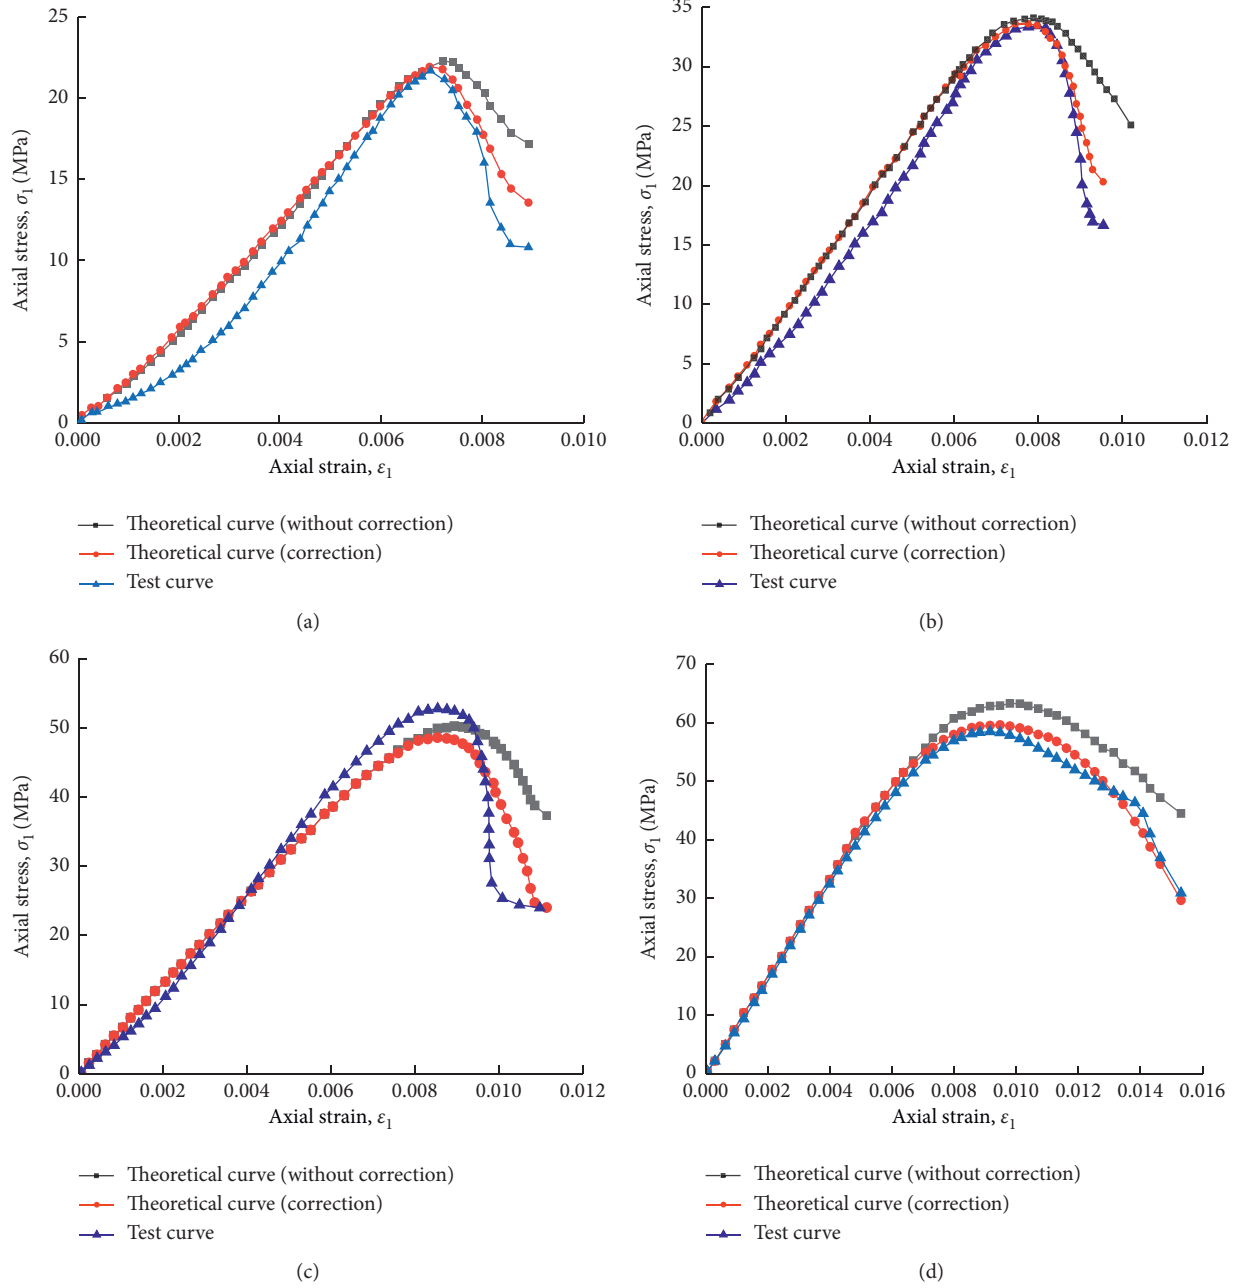 25
20
15
10
5
0
Axial stress, σ1 (MPa)
0.000 0.002 0.004 0.006 0.008 0.010
Axial strain, ε1
Theoretical curve (without correction)
Theoretical curve (correction)
Test curve
(a)
35
30
25
20
15
10
5
0
Axial stress, σ1 (MPa)
0.000 0.002 0.004 0.006 0.008 0.010 0.012
Axial strain, ε1
Theoretical curve (without correction)
Theoretical curve (correction)
Test curve
(b)
60
50
40
30
20
10
0
Axial stress, σ1 (MPa)
0.000 0.002 0.004 0.006 0.008 0.010 0.012
Axial strain, ε1
Theoretical curve (without correction)
Theoretical curve (correction)
Test curve
(c)
70
60
50
40
30
20
10
0
Axial stress, σ1 (MPa)
0.000 0.002 0.004 0.006 0.008 0.010 0.012 0.014 0.016
Axial strain, ε1
Theoretical curve (without correction)
Theoretical curve (correction)
Test curve
(d)